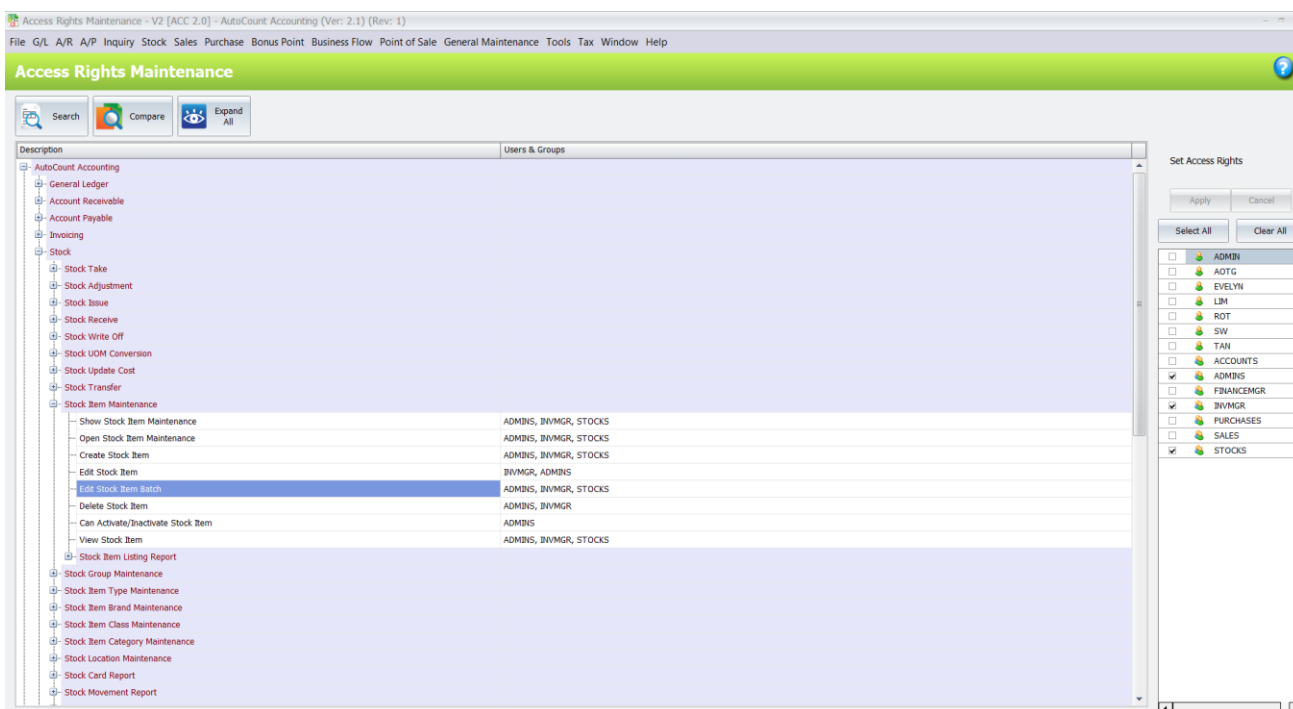 Access Rights Maintenance - V2 [ACC 2.0] - AutoCount Accounting (Ver: 2.1) (Rev: 1)
File G/L A/R A/P Inquiry Stock Sales Purchase Bonus Point Business Flow Point of Sale General Maintenance Tools Tax Window Help
Access Rights Maintenance
?
Search Compare Expand All
Description Users & Groups
AutoCount Accounting
General Ledger
Account Receivable
Account Payable
Invoicing
Stock
Stock Take
Stock Adjustment
Stock Issue
Stock Receive
Stock Write Off
Stock UOM Conversion
Stock Update Cost
Stock Transfer
Stock Item Maintenance
Show Stock Item Maintenance ADMINS, INVMGR, STOCKS
Open Stock Item Maintenance ADMINS, INVMGR, STOCKS
Create Stock Item ADMINS, INVMGR, STOCKS
Edit Stock Item INVMGR, ADMINS
Edit Stock Item Batch ADMINS, INVMGR, STOCKS
Delete Stock Item ADMINS, INVMGR
Can Activate/Inactivate Stock Item ADMINS
View Stock Item ADMINS, INVMGR, STOCKS
Stock Item Listing Report
Stock Group Maintenance
Stock Item Type Maintenance
Stock Item Brand Maintenance
Stock Item Class Maintenance
Stock Item Category Maintenance
Stock Location Maintenance
Stock Card Report
Stock Movement Report
Set Access Rights
Apply Cancel
Select All Clear All
ADMIN
AOTG
EVELYN
LIM
ROT
SW
TAN
ACCOUNTS
ADMINS
FINANCEMGR
INVMGR
PURCHASES
SALES
STOCKS